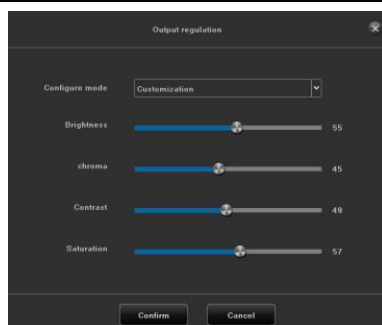 Output regulation
Configure mode Customization
Brightness 55
chroma 45
Contrast 49
Saturation 57
Confirm Cancel